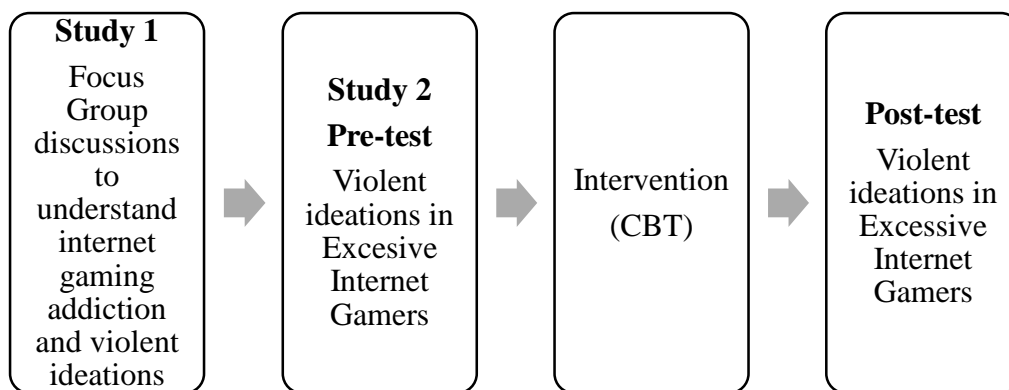 Study 1
Focus
Group
discussions
to
understand
internet
gaming
addiction
and violent
ideations
Study 2
Pre-test
Violent
ideations in
Excesive
Internet
Gamers
Intervention
(CBT)
Post-test
Violent
ideations in
Excessive
Internet
Gamers